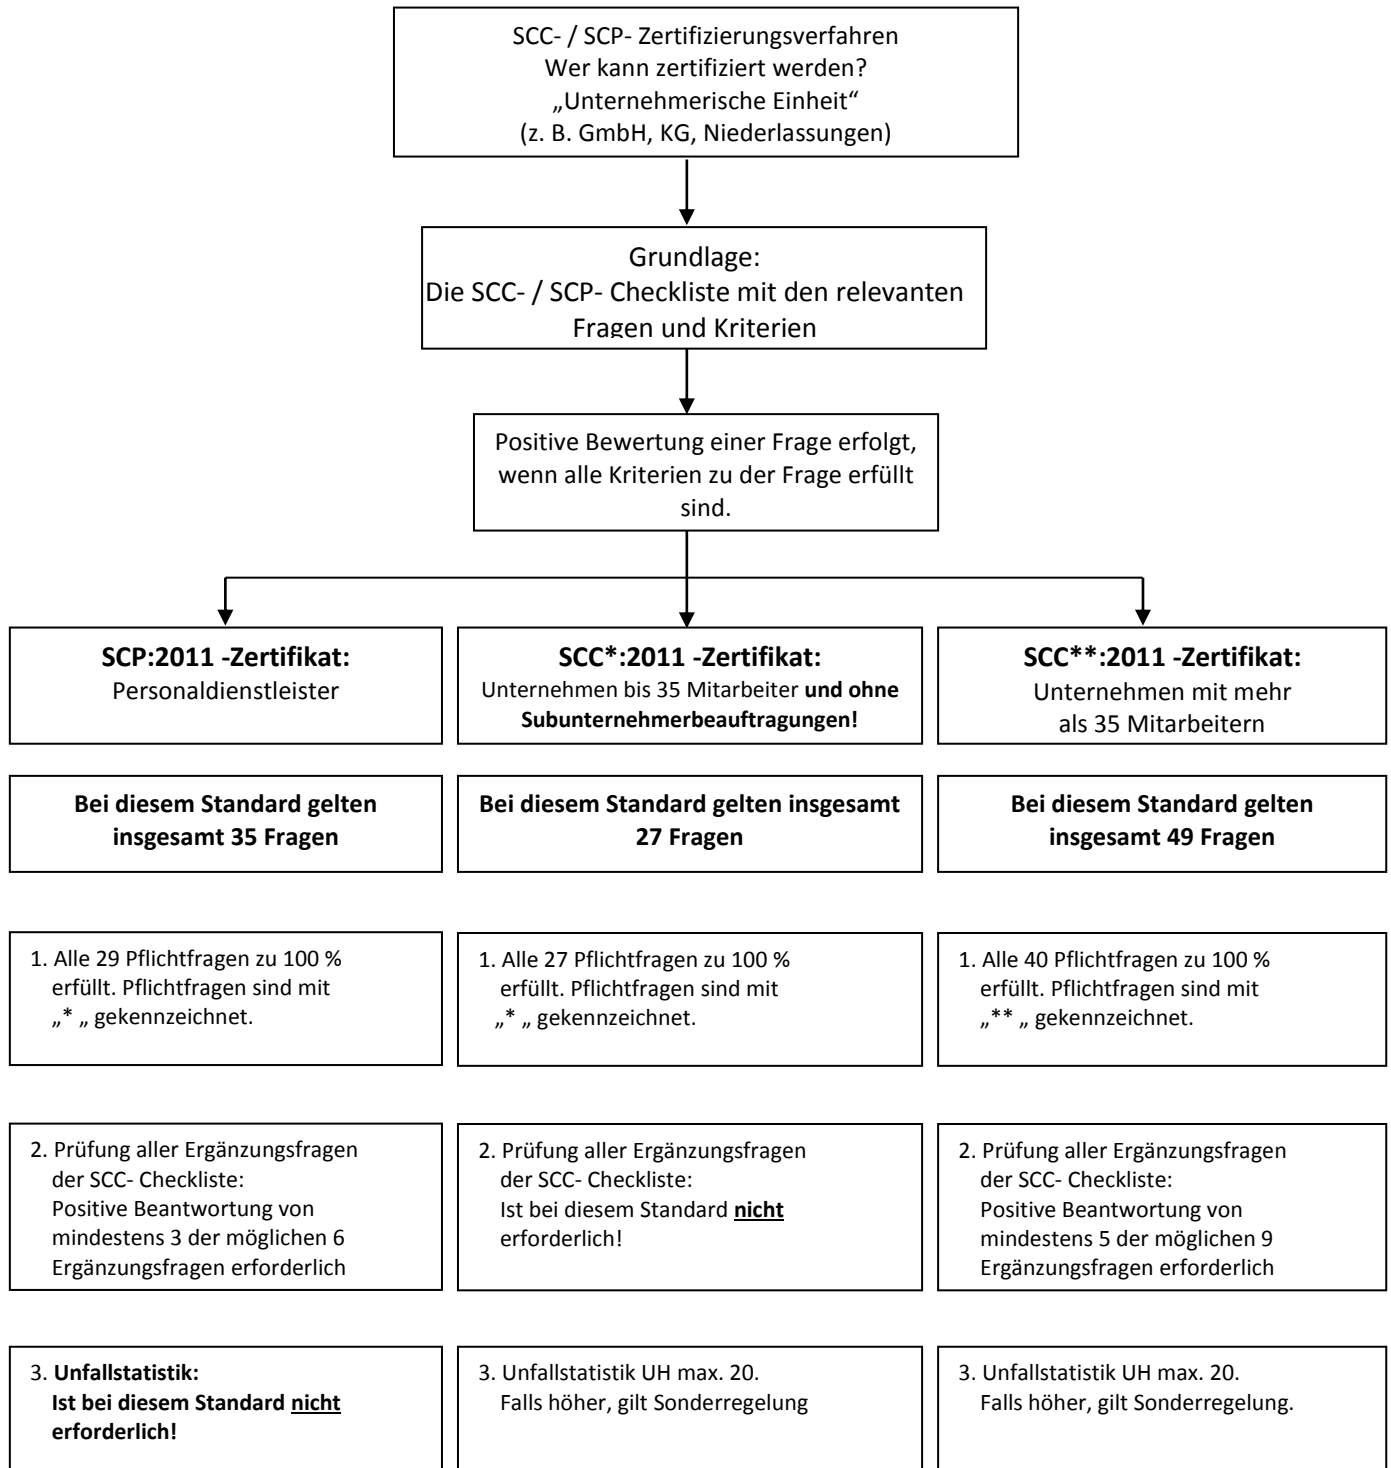 SCC- / SCP- Zertifizierungsverfahren
Wer kann zertifiziert werden?
„Unternehmerische Einheit“
(z. B. GmbH, KG, Niederlassungen)
Grundlage:
Die SCC- / SCP- Checkliste mit den relevanten
Fragen und Kriterien
Positive Bewertung einer Frage erfolgt,
wenn alle Kriterien zu der Frage erfüllt
sind.
SCP:2011 -Zertifikat:
Personaldienstleister
SCC*:2011 -Zertifikat:
Unternehmen bis 35 Mitarbeiter und ohne
Subunternehmerbeauftragungen!
SCC**:2011 -Zertifikat:
Unternehmen mit mehr
als 35 Mitarbeitern
Bei diesem Standard gelten
insgesamt 35 Fragen
Bei diesem Standard gelten insgesamt
27 Fragen
Bei diesem Standard gelten
insgesamt 49 Fragen
1. Alle 29 Pflichtfragen zu 100 %
erfüllt. Pflichtfragen sind mit
„* „ gekennzeichnet.
1. Alle 27 Pflichtfragen zu 100 %
erfüllt. Pflichtfragen sind mit
„* „ gekennzeichnet.
1. Alle 40 Pflichtfragen zu 100 %
erfüllt. Pflichtfragen sind mit
„** „ gekennzeichnet.
2. Prüfung aller Ergänzungsfragen
der SCC- Checkliste:
Positive Beantwortung von
mindestens 3 der möglichen 6
Ergänzungsfragen erforderlich
2. Prüfung aller Ergänzungsfragen
der SCC- Checkliste:
Ist bei diesem Standard nicht
erforderlich!
2. Prüfung aller Ergänzungsfragen
der SCC- Checkliste:
Positive Beantwortung von
mindestens 5 der möglichen 9
Ergänzungsfragen erforderlich
3. Unfallstatistik:
Ist bei diesem Standard nicht
erforderlich!
3. Unfallstatistik UH max. 20.
Falls höher, gilt Sonderregelung
3. Unfallstatistik UH max. 20.
Falls höher, gilt Sonderregelung.